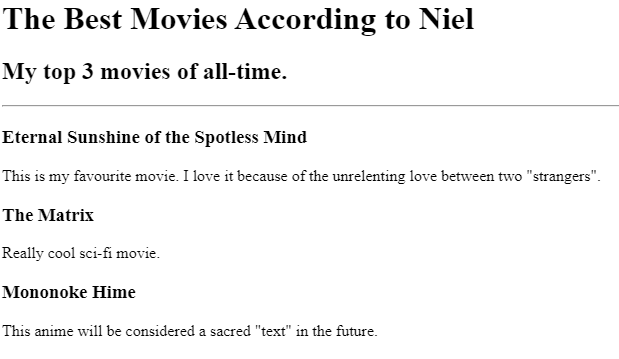 The Best Movies According to Niel
My top 3 movies of all-time.
Eternal Sunshine of the Spotless Mind
This is my favourite movie. I love it because of the unrelenting love between two "strangers".
The Matrix
Really cool sci-fi movie.
Mononoke Hime
This anime will be considered a sacred "text" in the future.